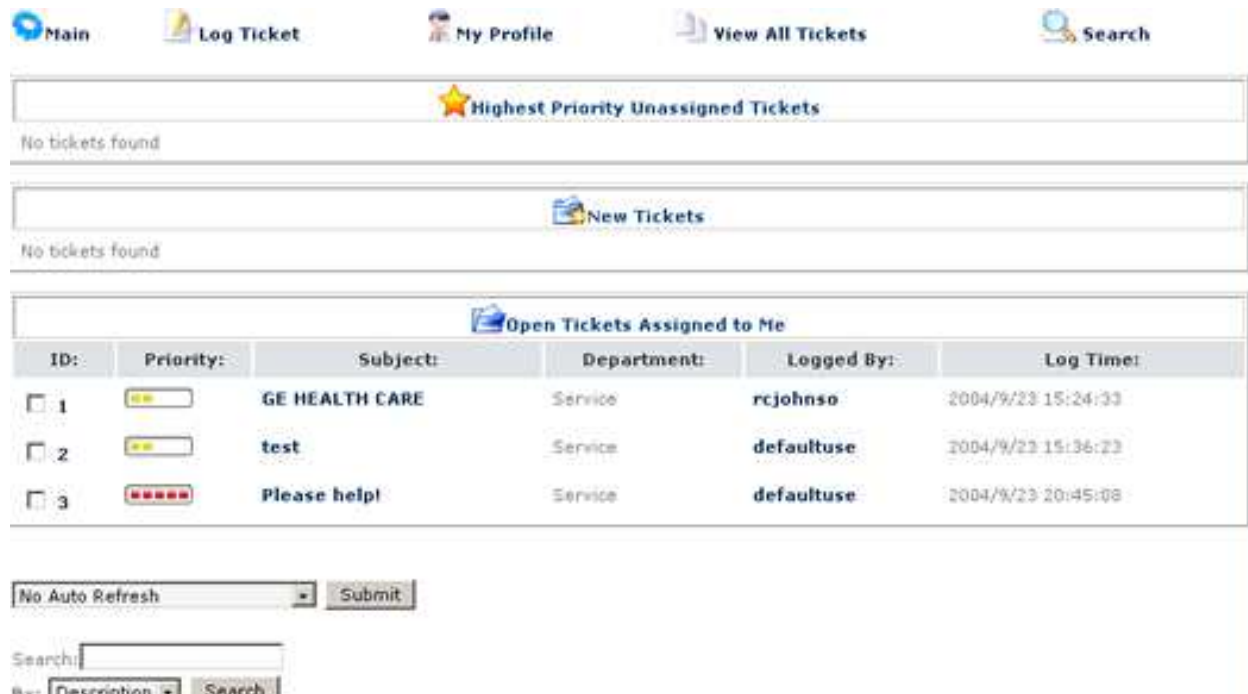 Main Log Ticket My Profile View All Tickets Search
Highest Priority Unassigned Tickets
No tickets found
New Tickets
No tickets found
Open Tickets Assigned to Me
ID: Priority: Subject: Department: Logged By: Log Time:
1 GE HEALTH CARE Service rcjohnso 2004/9/23 15:24:33
2 test Service defaultuse 2004/9/23 15:36:23
3 Please help! Service defaultuse 2004/9/23 20:45:08
No Auto Refresh Submit
Search:
By: Description Search